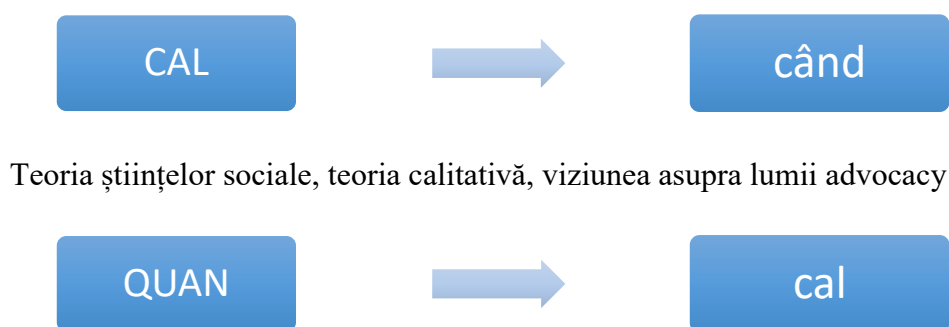 CAL când
Teoria științelor sociale, teoria calitativă, viziunea asupra lumii advocacy
QUAN cal